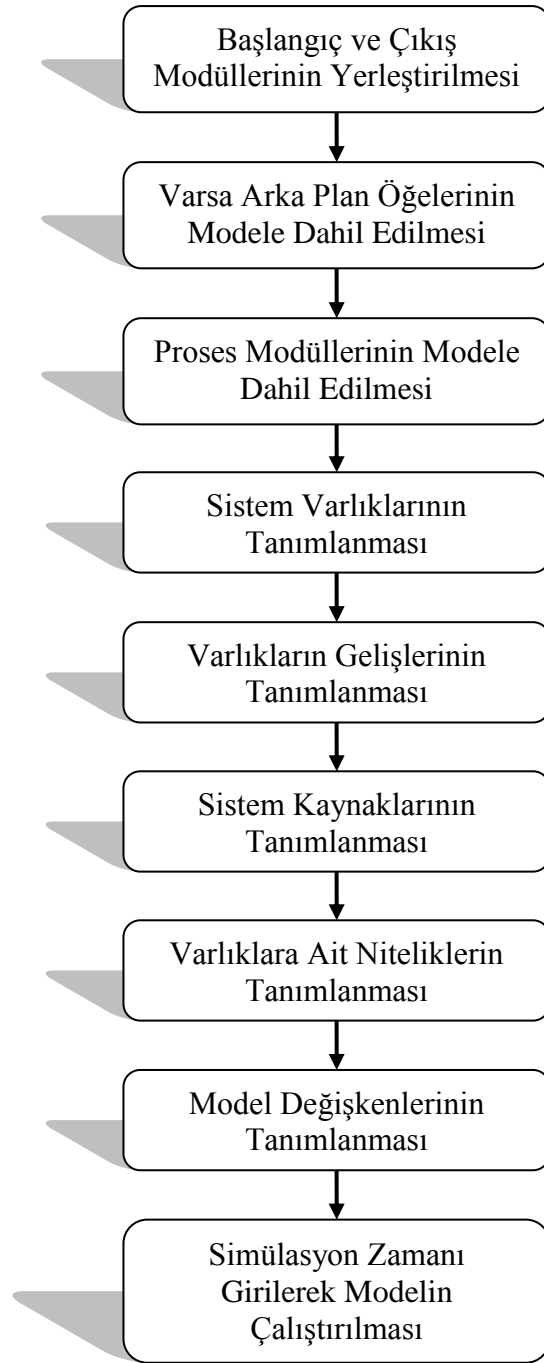 Başlangıç ve Çıkış
Modüllerinin Yerleştirilmesi
Varsa Arka Plan Öğelerinin
Modele Dahil Edilmesi
Proses Modüllerinin Modele
Dahil Edilmesi
Sistem Varlıklarının
Tanımlanması
Varlıkların Gelişlerinin
Tanımlanması
Sistem Kaynaklarının
Tanımlanması
Varlıklara Ait Niteliklerin
Tanımlanması
Model Değişkenlerinin
Tanımlanması
Simülasyon Zamanı
Girilerek Modelin
Çalıştırılması